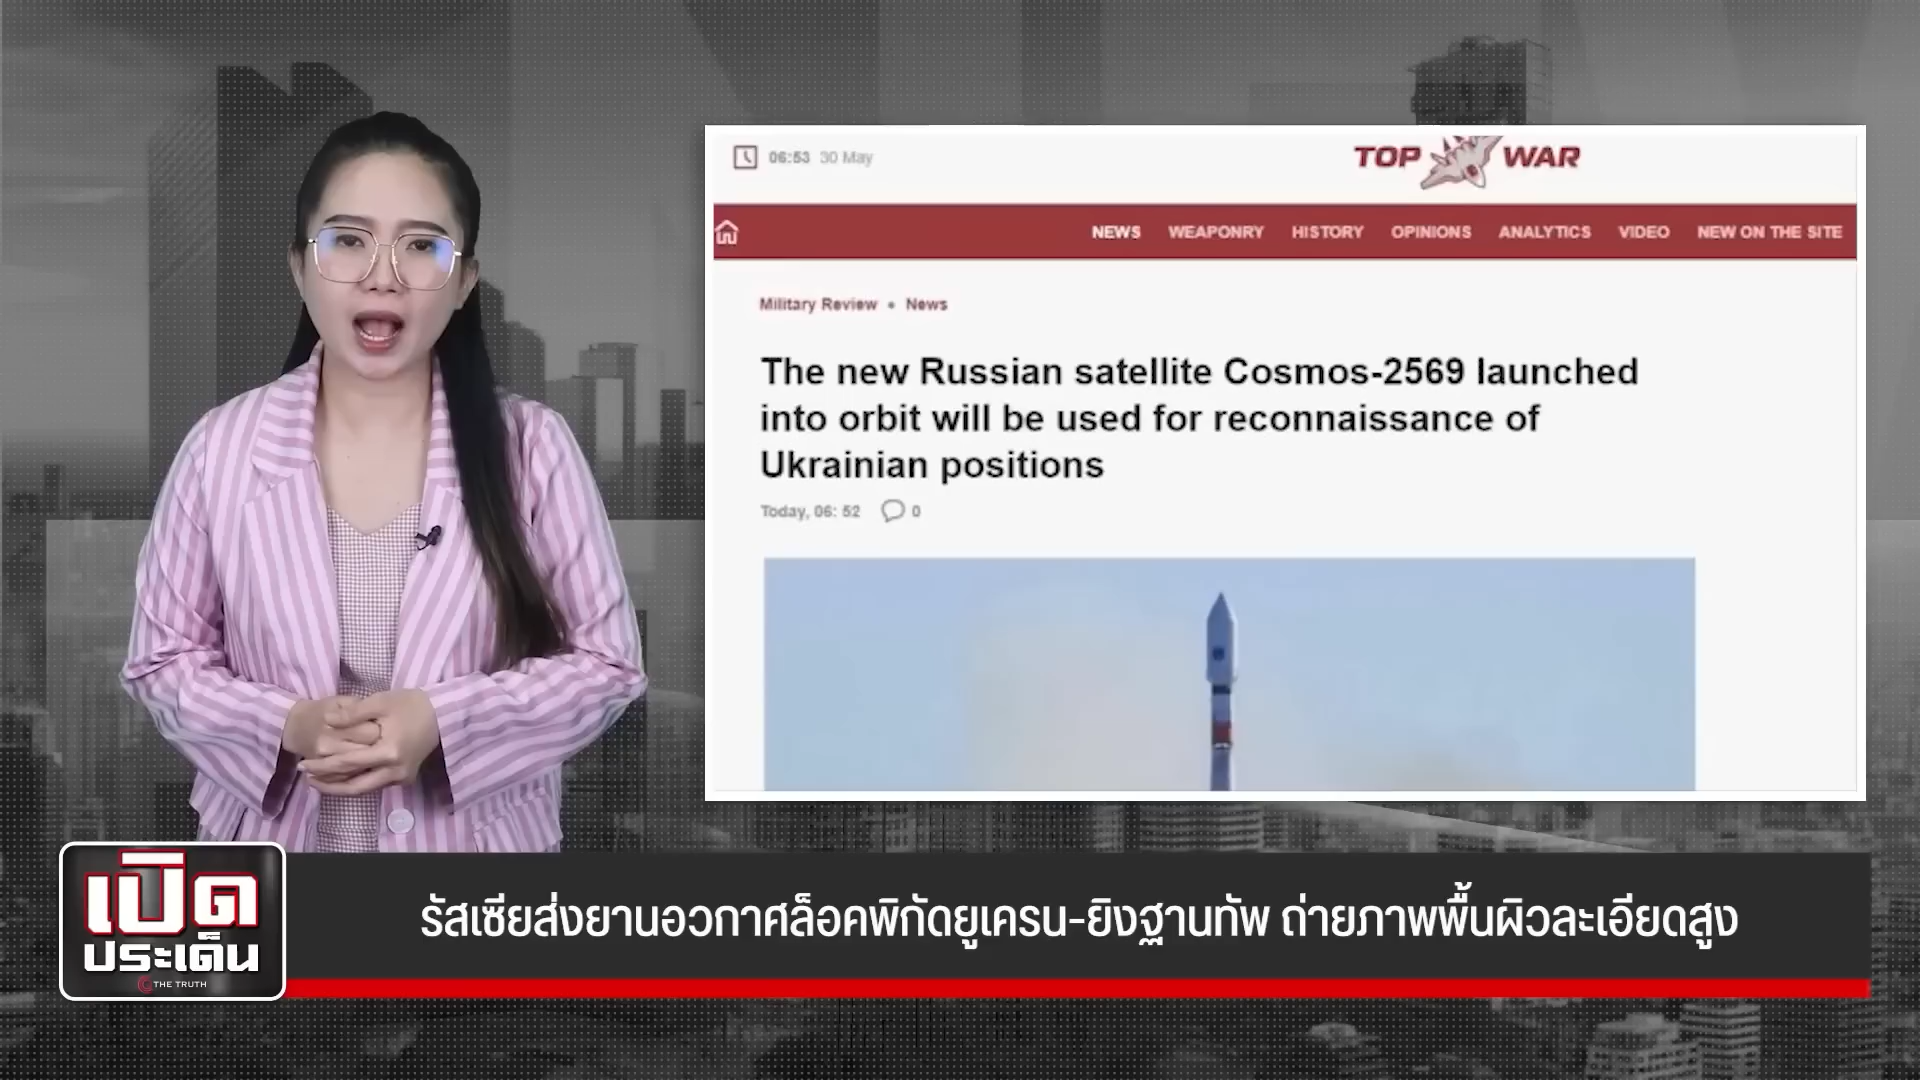 06:53 30 May
TOP WAR
NEWS WEAPONRY HISTORY OPINIONS ANALYTICS VIDEO NEW ON THE SITE
Military Review • News
The new Russian satellite Cosmos-2569 launched
into orbit will be used for reconnaissance of
Ukrainian positions
Today, 06: 52 0
เปิด
ประเด็น
THE TRUTH
รัสเซียส่งยานอวกาศล็อคพิกัดยูเครน-ยิงฐานทัพ ถ่ายภาพพื้นผิวละเอียดสูง